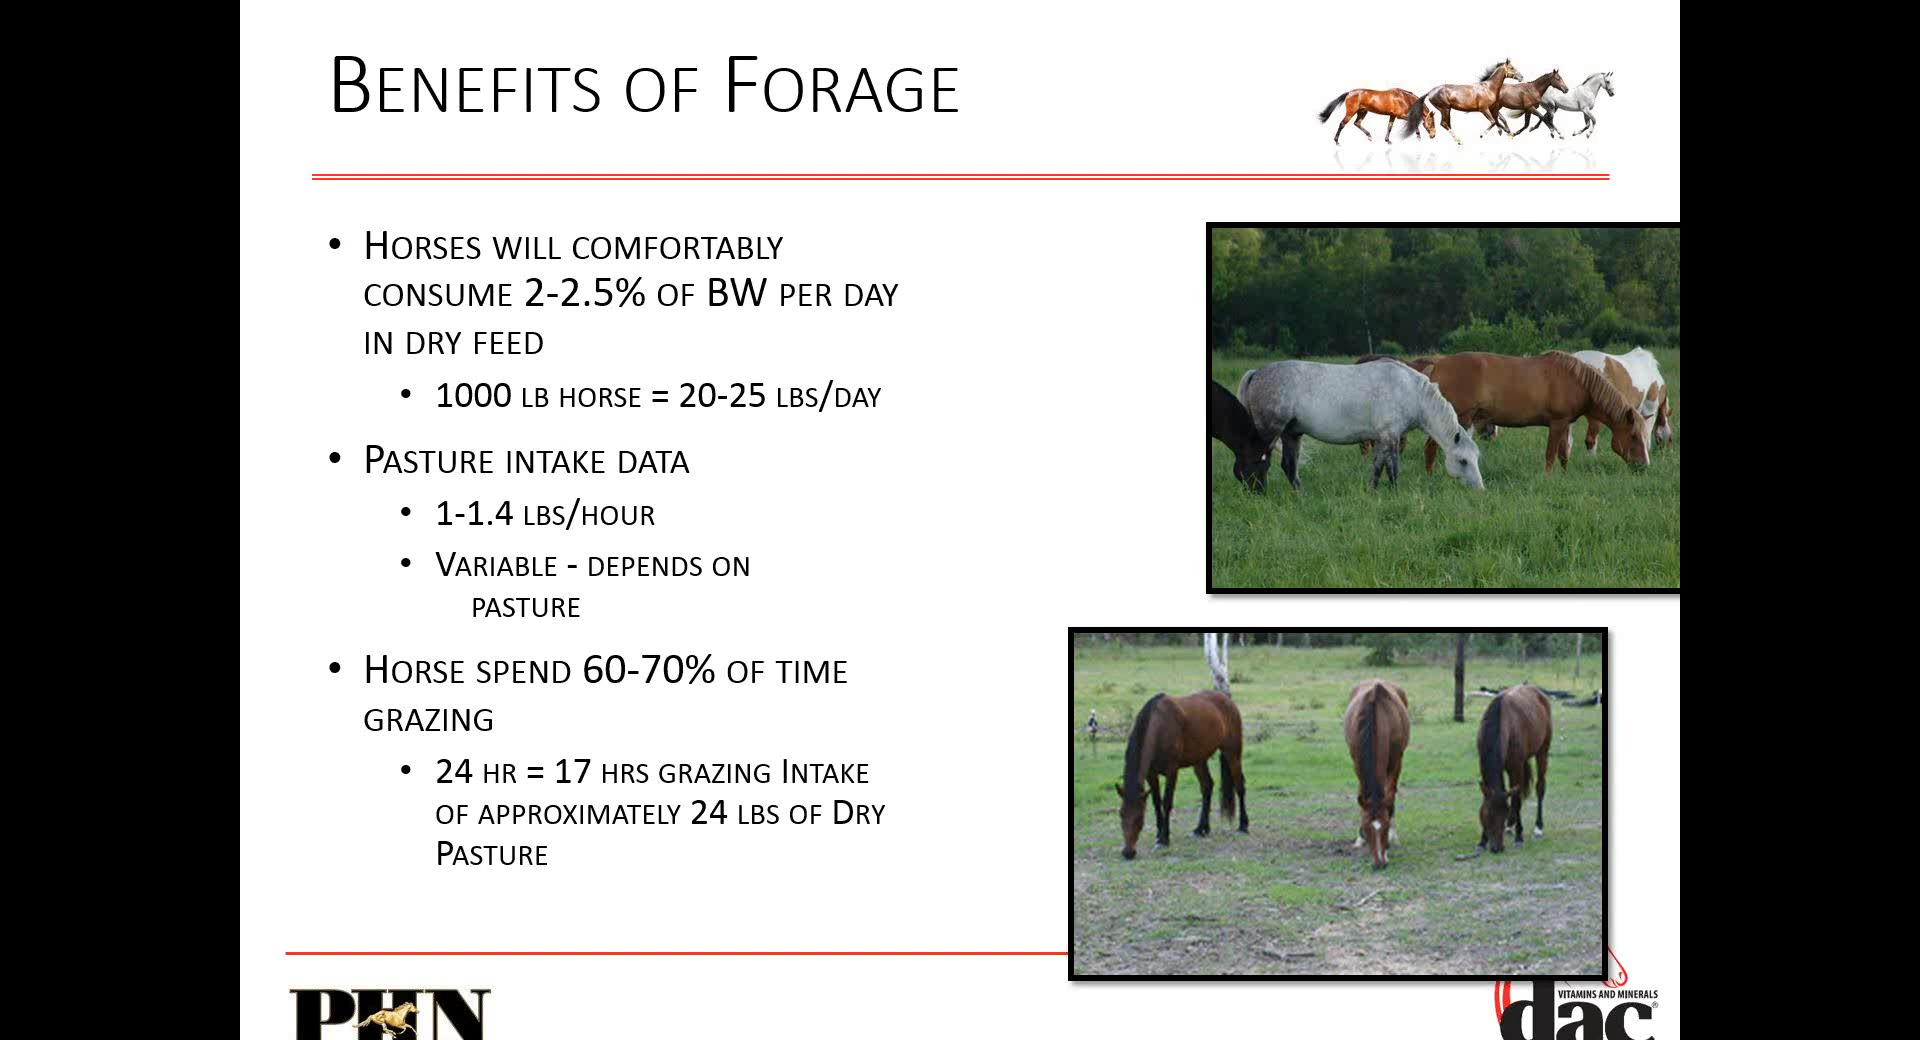 Benefits of Forage
• Horses will comfortably
consume 2-2.5% of BW per day
in dry feed
• 1000 lb horse = 20-25 lbs/day
• Pasture intake data
• 1-1.4 lbs/hour
• Variable - depends on
pasture
• Horse spend 60-70% of time
grazing
• 24 hr = 17 hrs grazing Intake
of approximately 24 lbs of Dry
Pasture
PHN
VITAMINS AND MINERALS
dac®